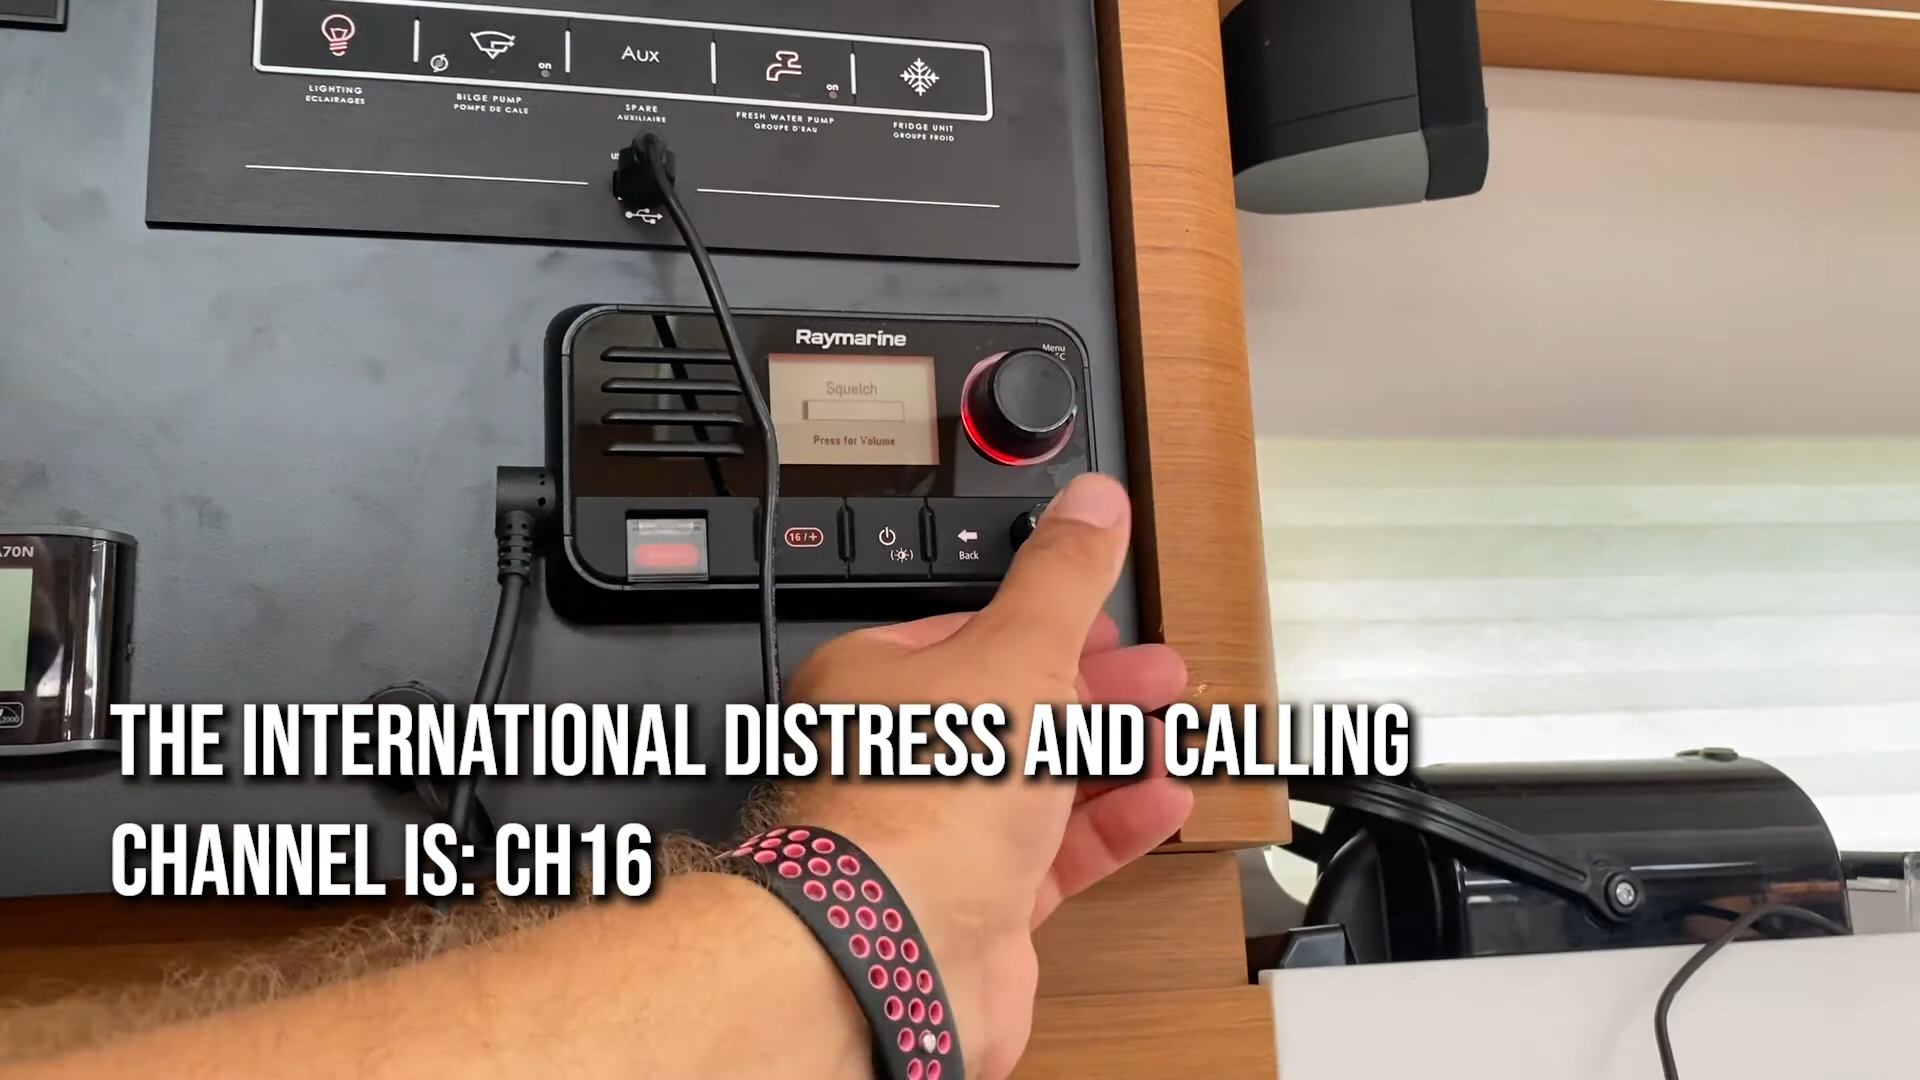 Aux
on
on
LIGHTING
ECLAIRAGES
BILGE PUMP
POMPE DE CALE
SPARE
AUXILIAIRE
FRESH WATER PUMP
GROUPE D'EAU
FRIDGE UNIT
GROUPE FROID
Raymarine
Menu
Squelch
Press for Volume
16/+
Back
70N
THE INTERNATIONAL DISTRESS AND CALLING
CHANNEL IS: CH16